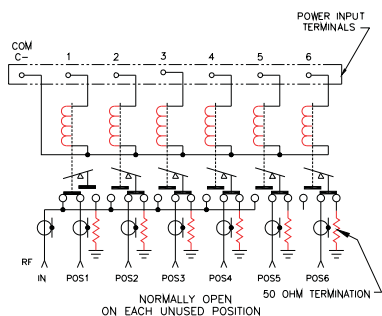 POWER INPUT
TERMINALS
COM
C-
1 2 3 4 5 6
RF
IN POS1 POS2 POS3 POS4 POS5 POS6
50 OHM TERMINATION
NORMALLY OPEN
ON EACH UNUSED POSITION